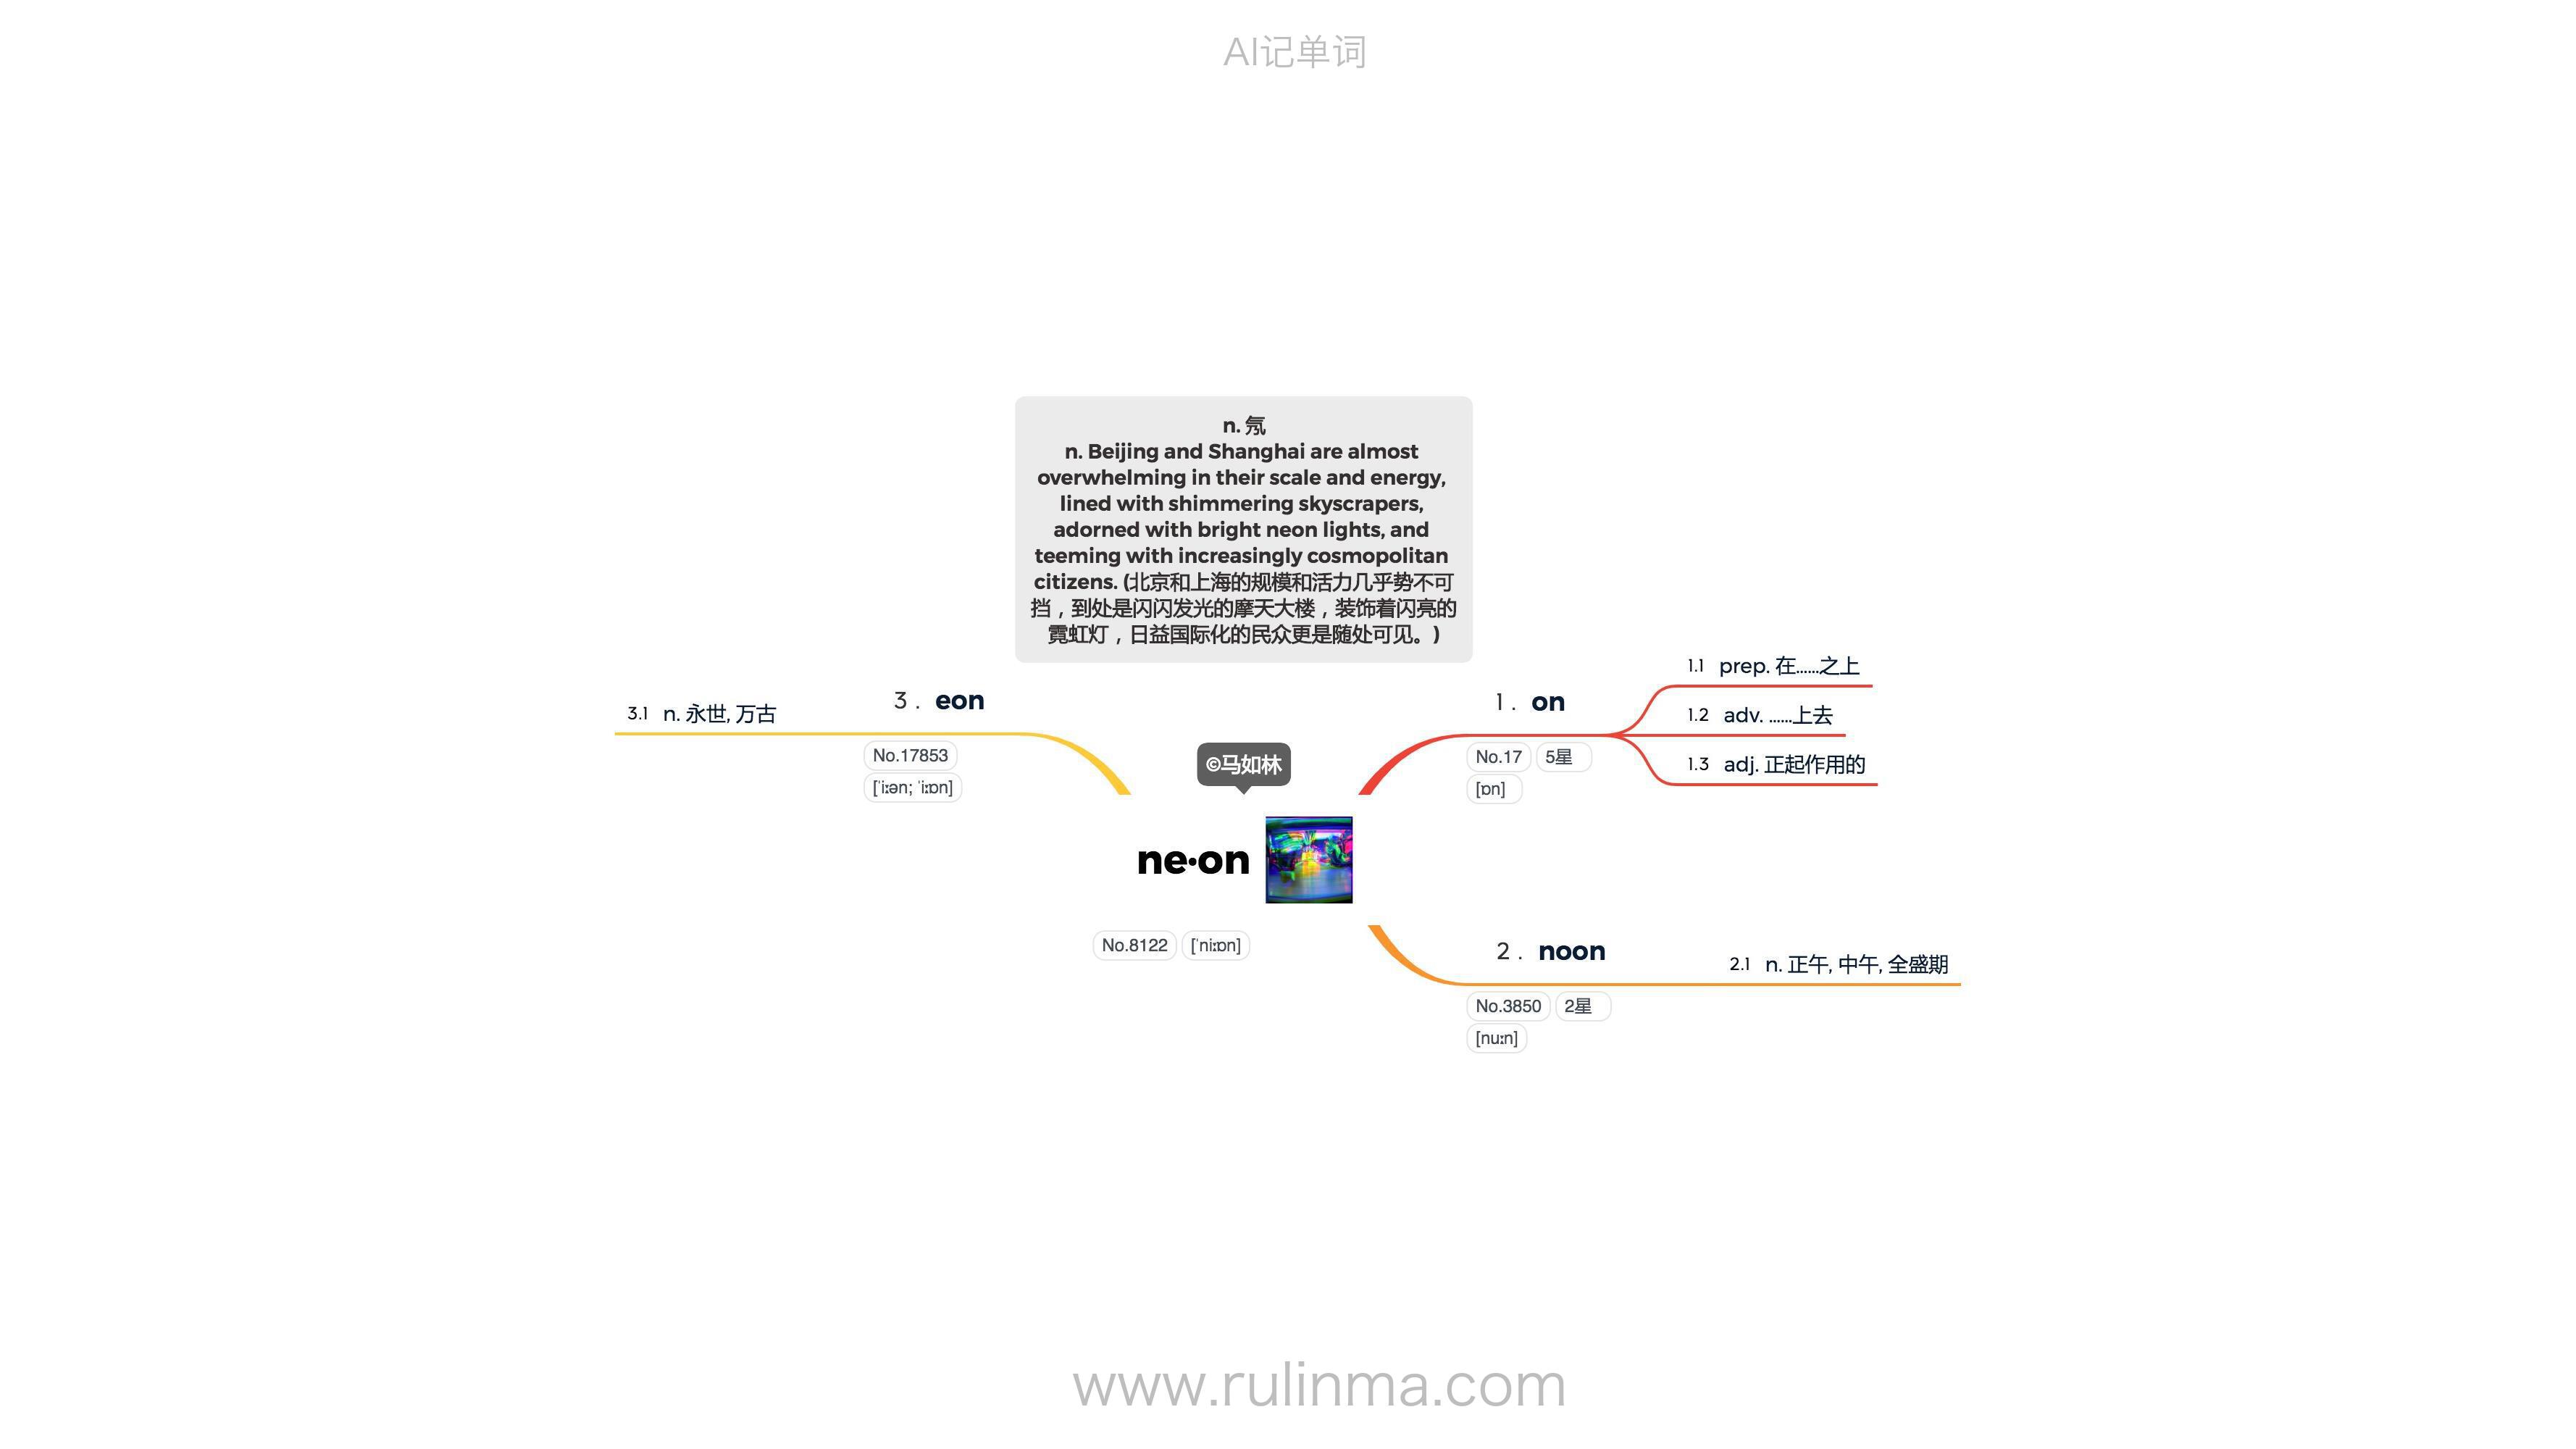 AI记单词
n. 氖
n. Beijing and Shanghai are almost
overwhelming in their scale and energy,
lined with shimmering skyscrapers,
adorned with bright neon lights, and
teeming with increasingly cosmopolitan
citizens. (北京和上海的规模和活力几乎势不可
挡，到处是闪闪发光的摩天大楼，装饰着闪亮的
霓虹灯，日益国际化的民众更是随处可见。)
©马如林
ne·on
No.8122 [ˈniːɒn]
1. on
No.17 5星
[ɒn]
1.1 prep. 在……之上
1.2 adv. ……上去
1.3 adj. 正起作用的
2. noon
No.3850 2星
[nuːn]
2.1 n. 正午, 中午, 全盛期
3. eon
No.17853
[ˈiːən; ˈiːɒn]
3.1 n. 永世, 万古
www.rulinma.com